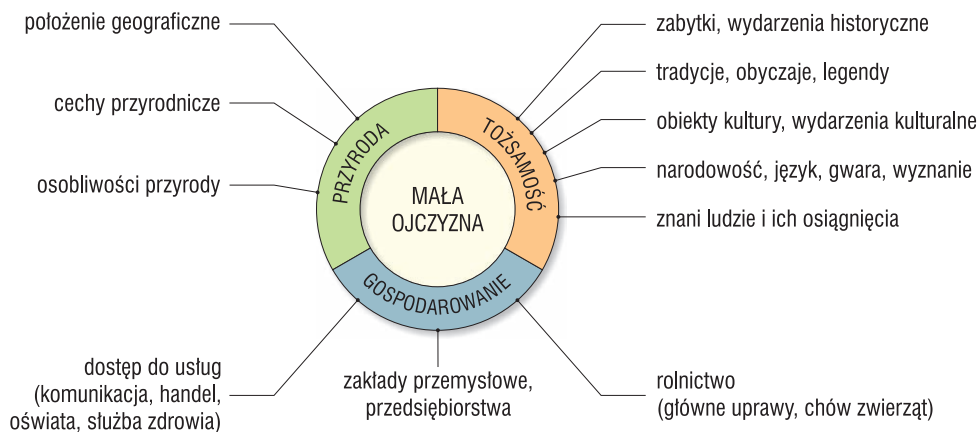 położenie geograficzne
cechy przyrodnicze
osobliwości przyrody
PRZYRODA
MAŁA
OJCZYZNA
TOŻSAMOŚĆ
zabytki, wydarzenia historyczne
tradycje, obyczaje, legendy
obiekty kultury, wydarzenia kulturalne
narodowość, język, gwara, wyznanie
znani ludzie i ich osiągnięcia
GOSPODAROWANIE
dostęp do usług
(komunikacja, handel,
oświata, służba zdrowia)
zakłady przemysłowe,
przedsiębiorstwa
rolnictwo
(główne uprawy, chów zwierząt)